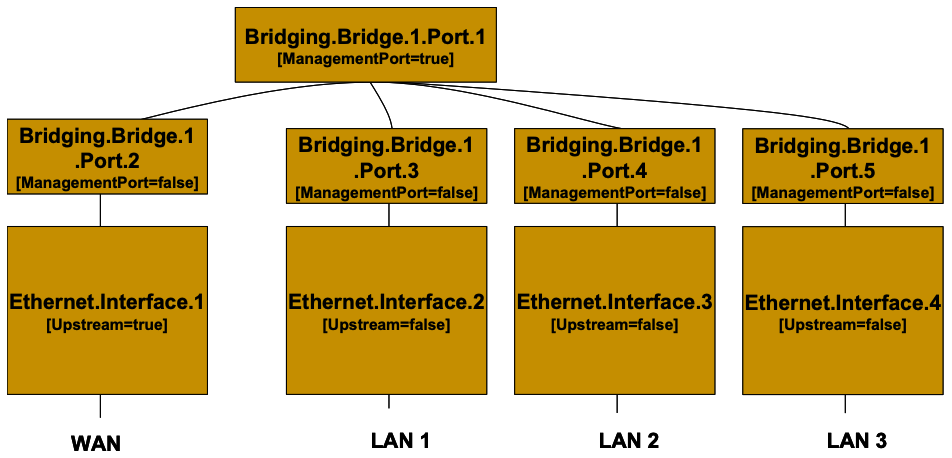 Bridging.Bridge.1.Port.1
[ManagementPort=true]
Bridging.Bridge.1
.Port.2
[ManagementPort=false]
Bridging.Bridge.1
.Port.3
[ManagementPort=false]
Bridging.Bridge.1
.Port.4
[ManagementPort=false]
Bridging.Bridge.1
.Port.5
[ManagementPort=false]
Ethernet.Interface.1
[Upstream=true]
Ethernet.Interface.2
[Upstream=false]
Ethernet.Interface.3
[Upstream=false]
Ethernet.Interface.4
[Upstream=false]
WAN
LAN 1
LAN 2
LAN 3